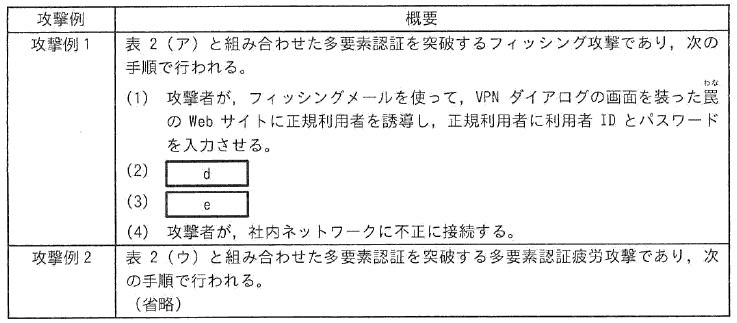 攻撃例 概要
攻撃例1 表2(ア)と組み合わせた多要素認証を突破するフィッシング攻撃であり,次の
手順で行われる。
わな
(1) 攻撃者が,フィッシングメールを使って,VPN ダイアログの画面を装った罠
の Web サイトに正規利用者を誘導し,正規利用者に利用者 ID とパスワード
を入力させる。
(2) d
(3) e
(4) 攻撃者が,社内ネットワークに不正に接続する。
攻撃例2 表2(ウ)と組み合わせた多要素認証を突破する多要素認証疲労攻撃であり,次
の手順で行われる。
(省略)